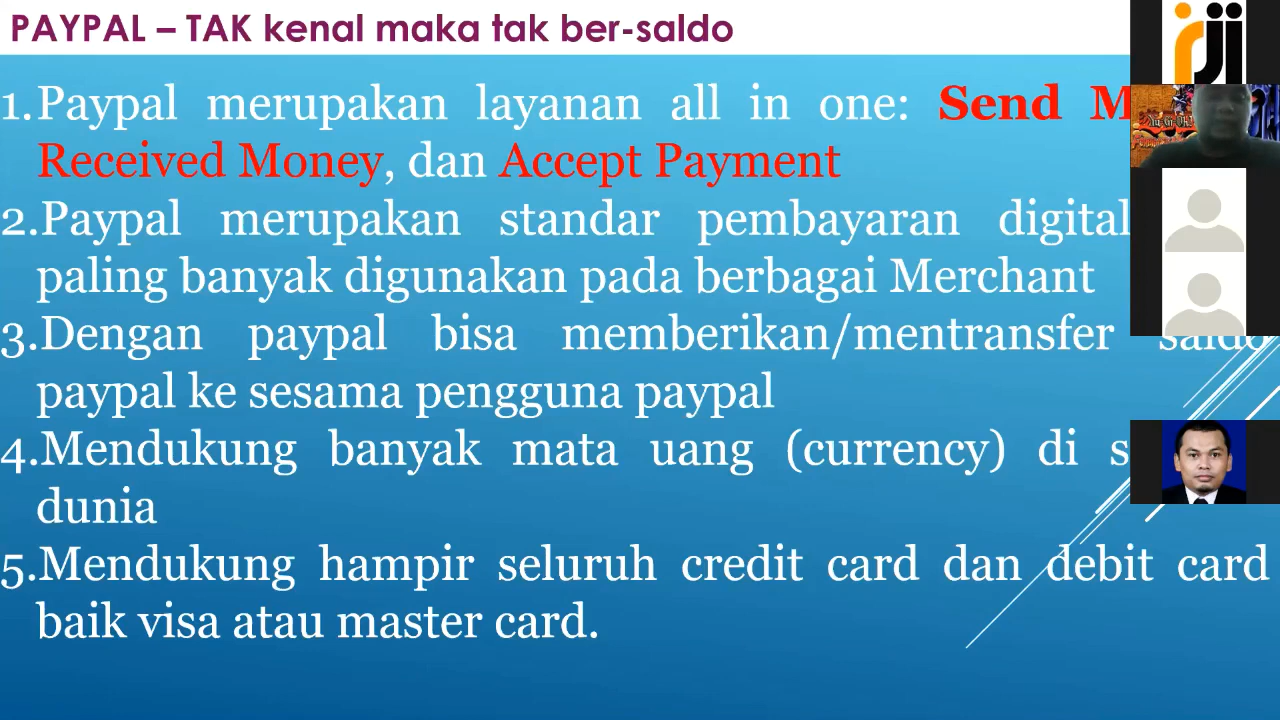 PAYPAL – TAK kenal maka tak ber-saldo
1.Paypal merupakan layanan all in one: Send
Received Money, dan Accept Payment
2.Paypal merupakan standar pembayaran digital
paling banyak digunakan pada berbagai Merchant
3.Dengan paypal bisa memberikan/mentransfer saldo
paypal ke sesama pengguna paypal
4.Mendukung banyak mata uang (currency) di
dunia
5.Mendukung hampir seluruh credit card dan debit card
baik visa atau master card.
rji